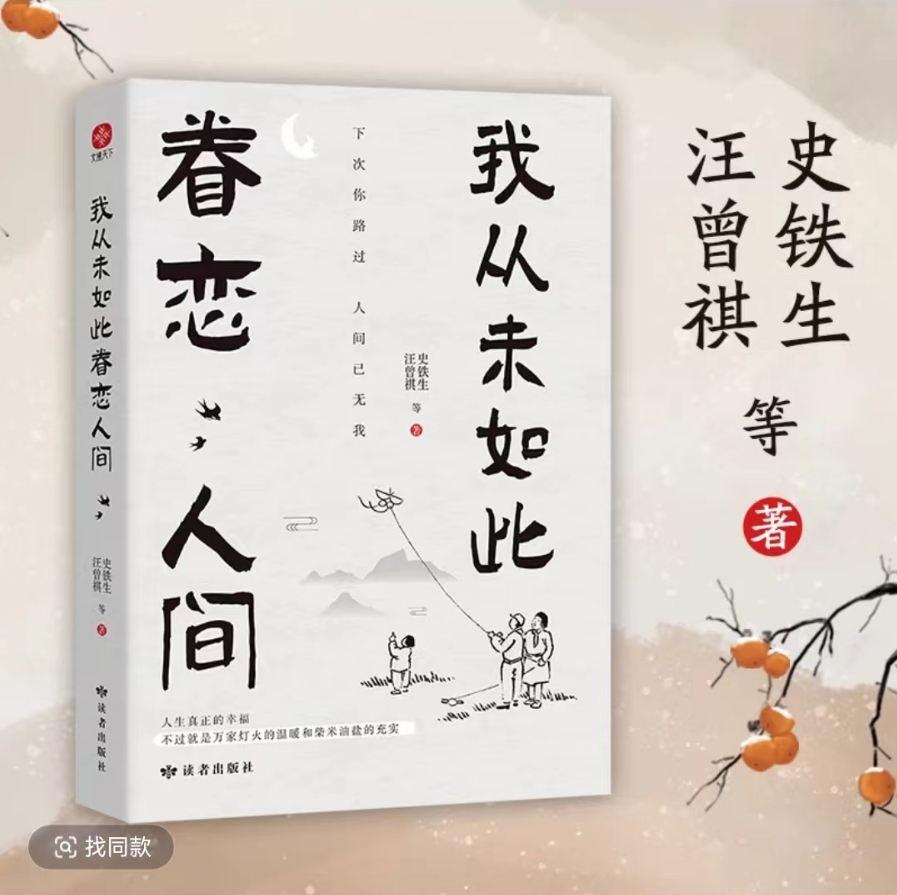 我从未如此
眷恋人间
下次你路过 人间已无我
史铁生
汪曾祺
等
著
人生真正的幸福
不过就是万家灯火的温暖和柴米油盐的充实
读者出版社
文通天下
我从未如此眷恋人间
史铁生
汪曾祺
等
著
读者出版社
史铁生
汪曾祺
等
著
找同款